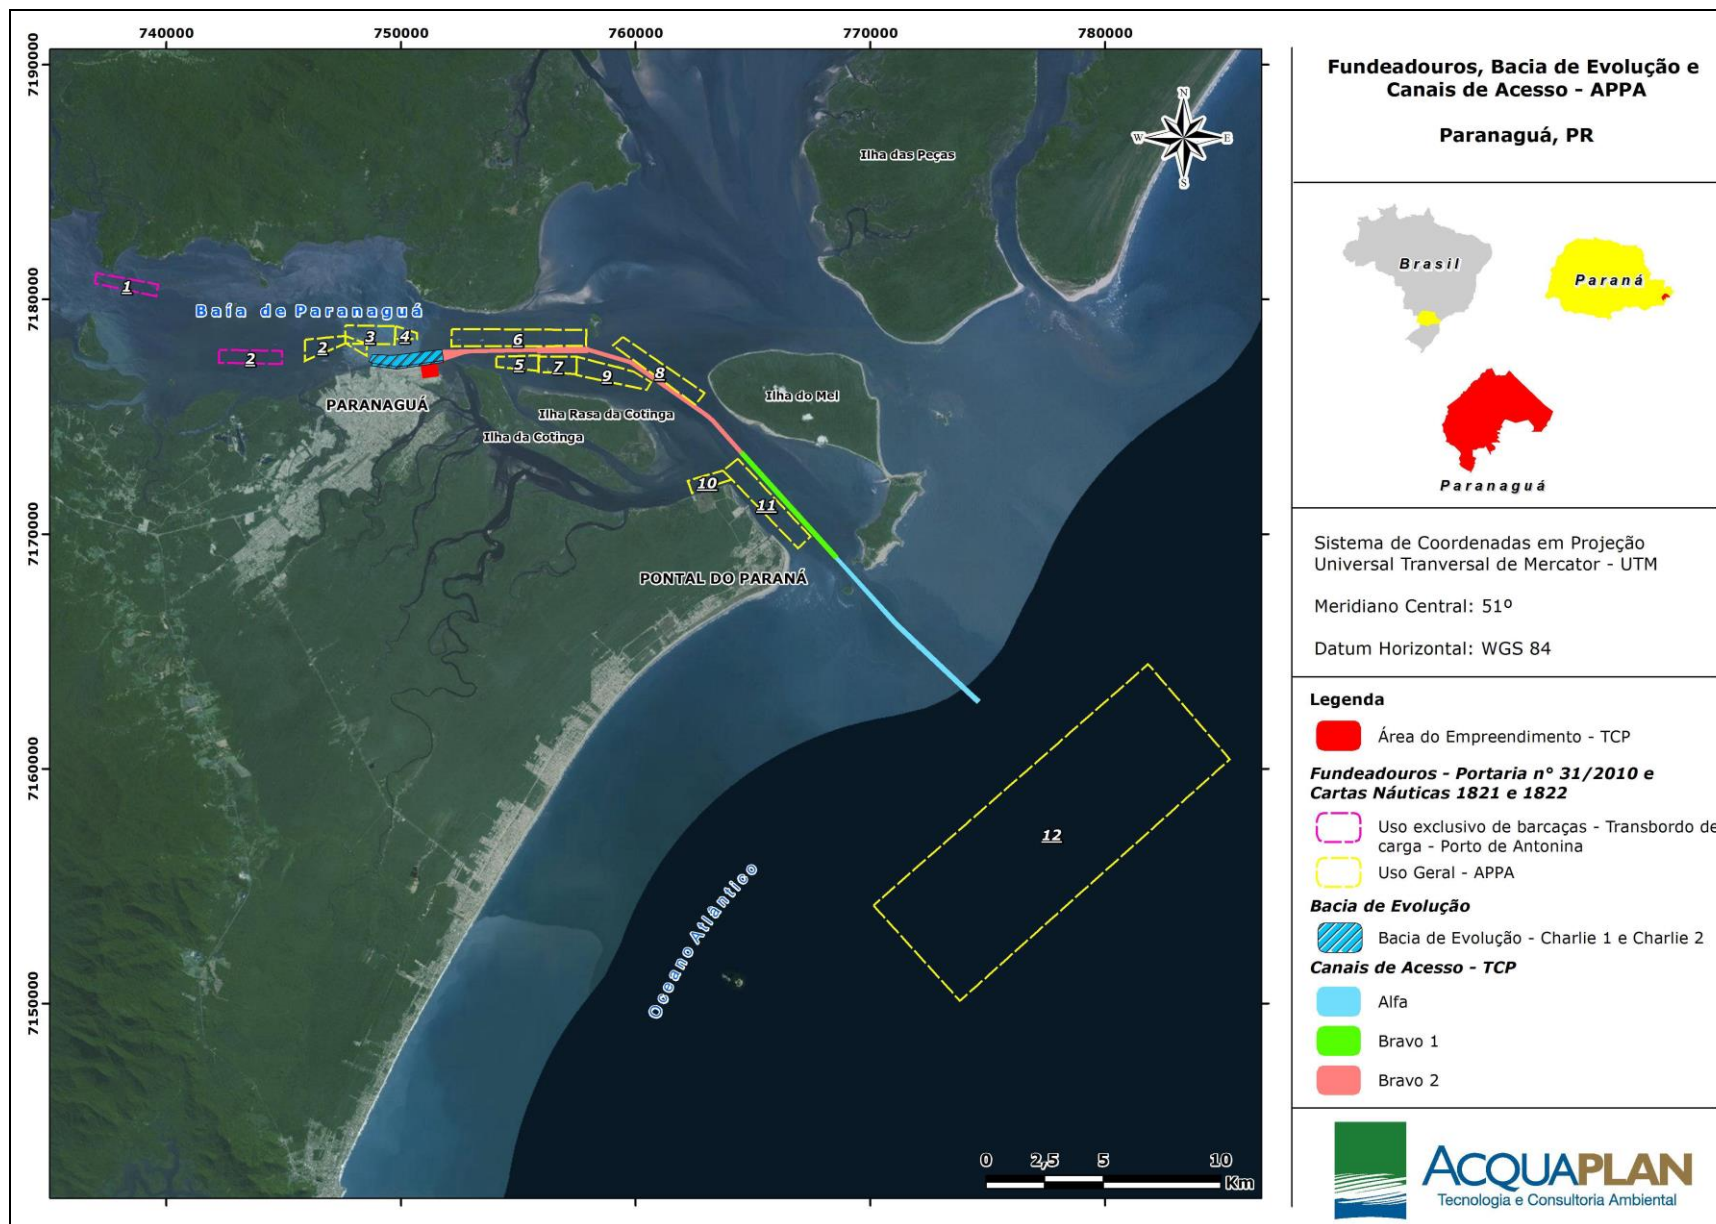 740000
750000
760000
770000
780000
7190000
7180000
7170000
7160000
7150000
N
W
E
S
Ilha das Peças
Baía de Paranaguá
1
2
2
3
4
6
5
7
9
8
PARANAGUÁ
Ilha Rasa da Cotinga
Ilha da Cotinga
Ilha do Mel
10
11
PONTAL DO PARANÁ
12
Oceano Atlântico
0
2,5
5
10
Km
Fundeadouros, Bacia de Evolução e
Canais de Acesso - APPA
Paranaguá, PR
Brasil
Paraná
Paranaguá
Sistema de Coordenadas em Projeção
Universal Tranversal de Mercator - UTM
Meridiano Central: 51º
Datum Horizontal: WGS 84
Legenda
Área do Empreendimento - TCP
Fundeadouros - Portaria n° 31/2010 e
Cartas Náuticas 1821 e 1822
Uso exclusivo de barcaças - Transbordo de
carga - Porto de Antonina
Uso Geral - APPA
Bacia de Evolução
Bacia de Evolução - Charlie 1 e Charlie 2
Canais de Acesso - TCP
Alfa
Bravo 1
Bravo 2
ACQUAPLAN
Tecnologia e Consultoria Ambiental